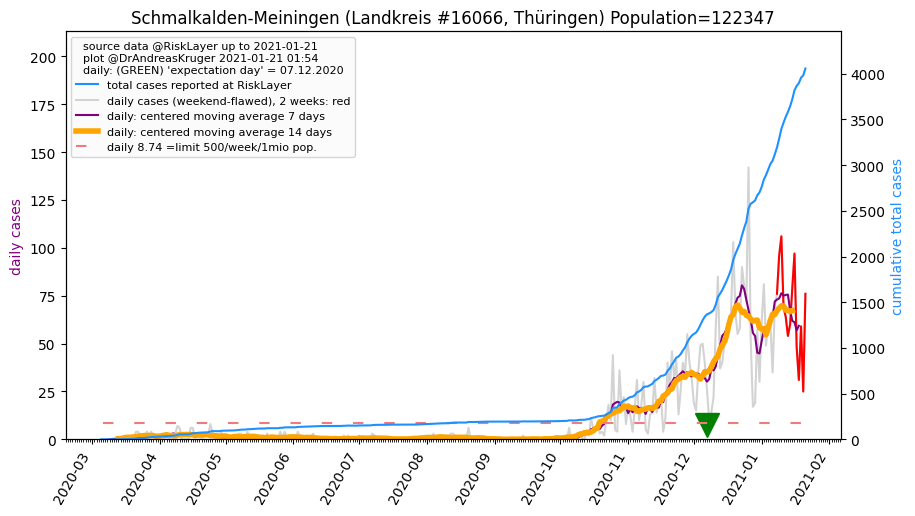 Schmalkalden-Meiningen (Landkreis #16066, Thüringen) Population=122347
source data @RiskLayer up to 2021-01-21
plot @DrAndreasKruger 2021-01-21 01:54
daily: (GREEN) 'expectation day' = 07.12.2020
total cases reported at RiskLayer
daily cases (weekend-flawed), 2 weeks: red
daily: centered moving average 7 days
daily: centered moving average 14 days
daily 8.74 =limit 500/week/1mio pop.
daily cases
200
175
150
125
100
75
50
25
0
cumulative total cases
4000
3500
3000
2500
2000
1500
1000
500
0
2020-03
2020-04
2020-05
2020-06
2020-07
2020-08
2020-09
2020-10
2020-11
2020-12
2021-01
2021-02